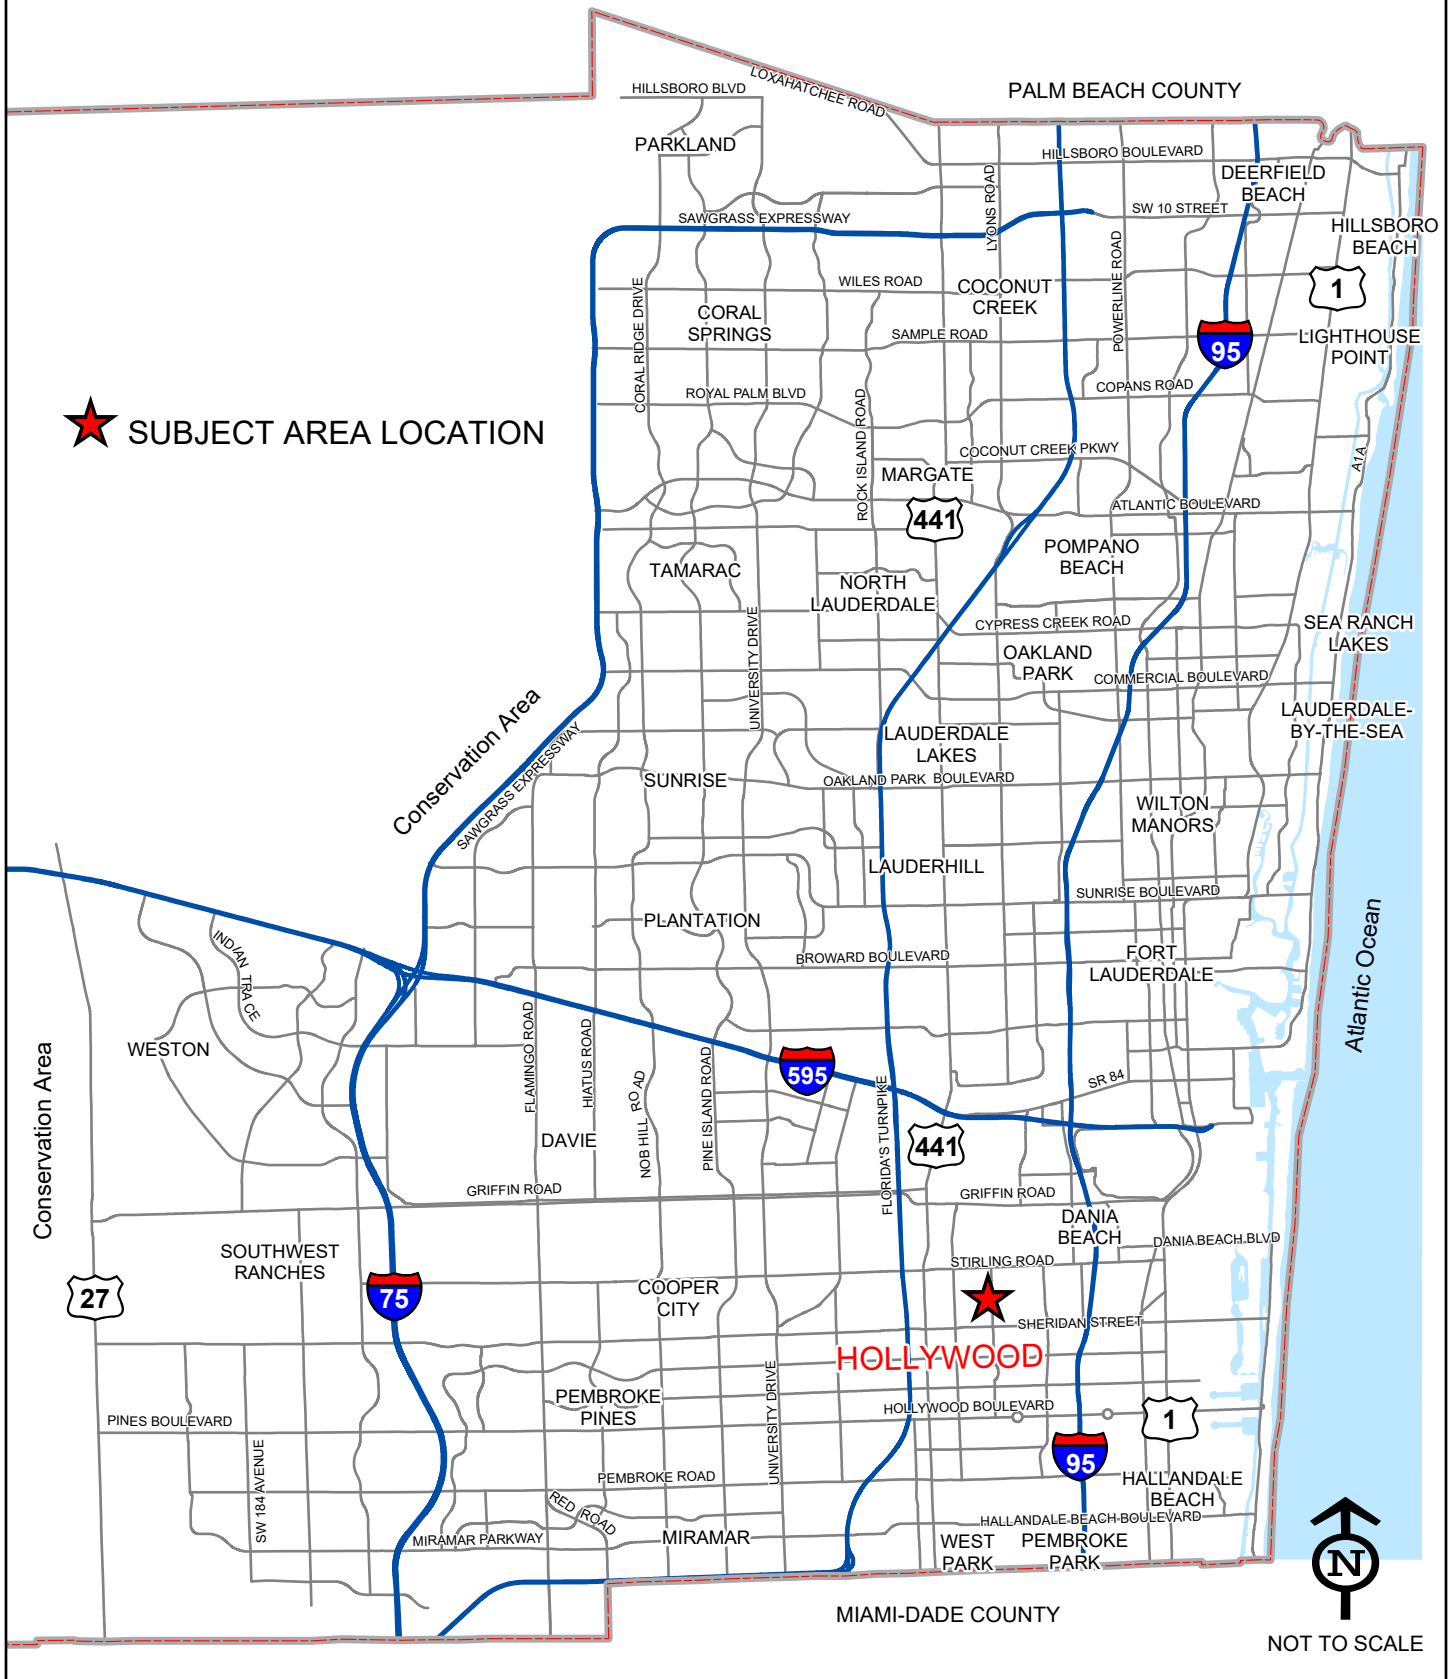 LOXAHATCHEE ROAD
HILLSBORO BLVD
PALM BEACH COUNTY
PARKLAND
HILLSBORO BOULEVARD
DEERFIELD
BEACH
LYONS ROAD
SAWGRASS EXPRESSWAY
SW 10 STREET
HILLSBORO
BEACH
POWERLINE ROAD
WILES ROAD
COCONUT
CREEK
1
CORAL RIDGE DRIVE
CORAL
SPRINGS
SAMPLE ROAD
95
LIGHTHOUSE
POINT
ROYAL PALM BLVD
COPANS ROAD
ROCK ISLAND ROAD
SUBJECT AREA LOCATION
COCONUT CREEK PKWY
A1A
MARGATE
441
ATLANTIC BOULEVARD
POMPANO
BEACH
TAMARAC
NORTH
LAUDERDALE
UNIVERSITY DRIVE
CYPRESS CREEK ROAD
SEA RANCH
LAKES
OAKLAND
PARK
COMMERCIAL BOULEVARD
Conservation Area
SAWGRASS EXPRESSWAY
LAUDERDALE-
BY-THE-SEA
LAUDERDALE
LAKES
SUNRISE
OAKLAND PARK BOULEVARD
WILTON
MANORS
LAUDERHILL
SUNRISE BOULEVARD
PLANTATION
BROWARD BOULEVARD
FORT
LAUDERDALE
Atlantic Ocean
INDIAN TRACE
WESTON
FLAMINGO ROAD
HIATUS ROAD
NOB HILL ROAD
PINE ISLAND ROAD
595
FLORIDA'S TURNPIKE
SR 84
Conservation Area
DAVIE
441
GRIFFIN ROAD
GRIFFIN ROAD
DANIA
BEACH
DANIA BEACH BLVD
SOUTHWEST
RANCHES
STIRLING ROAD
27
75
COOPER
CITY
SHERIDAN STREET
HOLLYWOOD
UNIVERSITY DRIVE
PEMBROKE
PINES
HOLLYWOOD BOULEVARD
1
PINES BOULEVARD
SW 184 AVENUE
95
PEMBROKE ROAD
HALLANDALE
BEACH
RED ROAD
MIRAMAR PARKWAY
MIRAMAR
HALLANDALE BEACH BOULEVARD
WEST
PARK
PEMBROKE
PARK
N
MIAMI-DADE COUNTY
NOT TO SCALE